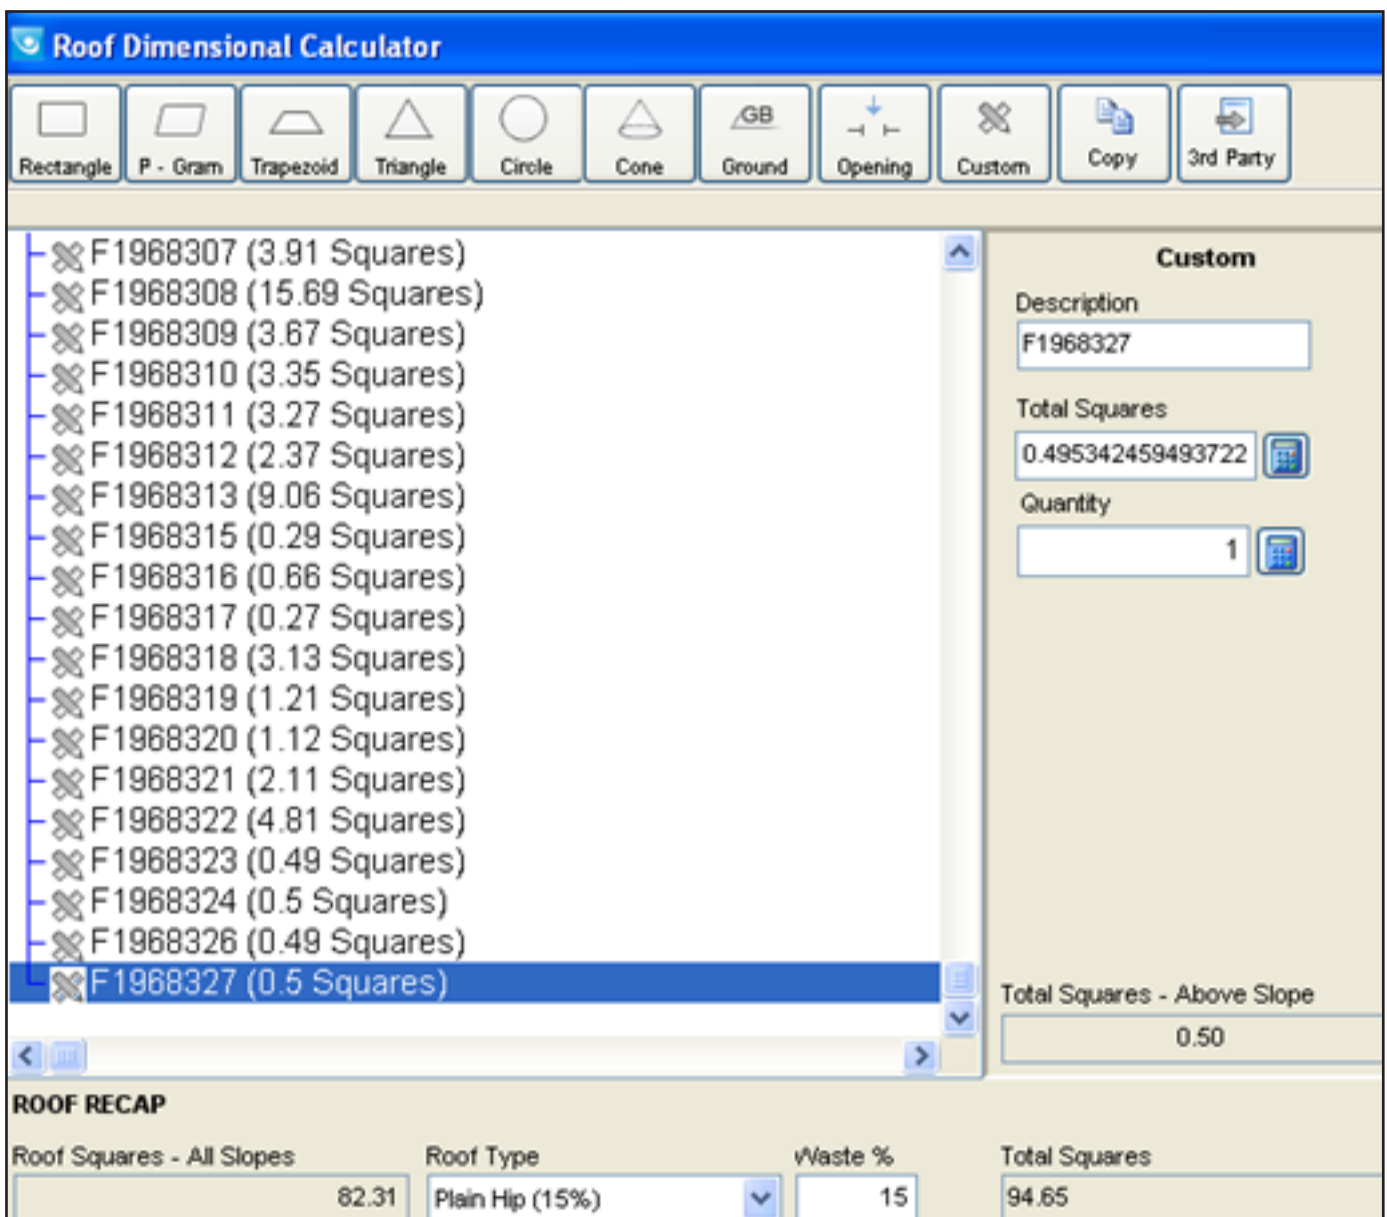 Roof Dimensional Calculator
Rectangle P - Gram Trapezoid Triangle Circle Cone GB Ground Opening Custom Copy 3rd Party
F1968307 (3.91 Squares)
F1968308 (15.69 Squares)
F1968309 (3.67 Squares)
F1968310 (3.35 Squares)
F1968311 (3.27 Squares)
F1968312 (2.37 Squares)
F1968313 (9.06 Squares)
F1968315 (0.29 Squares)
F1968316 (0.66 Squares)
F1968317 (0.27 Squares)
F1968318 (3.13 Squares)
F1968319 (1.21 Squares)
F1968320 (1.12 Squares)
F1968321 (2.11 Squares)
F1968322 (4.81 Squares)
F1968323 (0.49 Squares)
F1968324 (0.5 Squares)
F1968326 (0.49 Squares)
F1968327 (0.5 Squares)
Custom
Description
F1968327
Total Squares
0.495342459493722
Quantity
1
Total Squares - Above Slope
0.50
ROOF RECAP
Roof Squares - All Slopes Roof Type Waste % Total Squares
82.31 Plain Hip (15%) 15 94.65